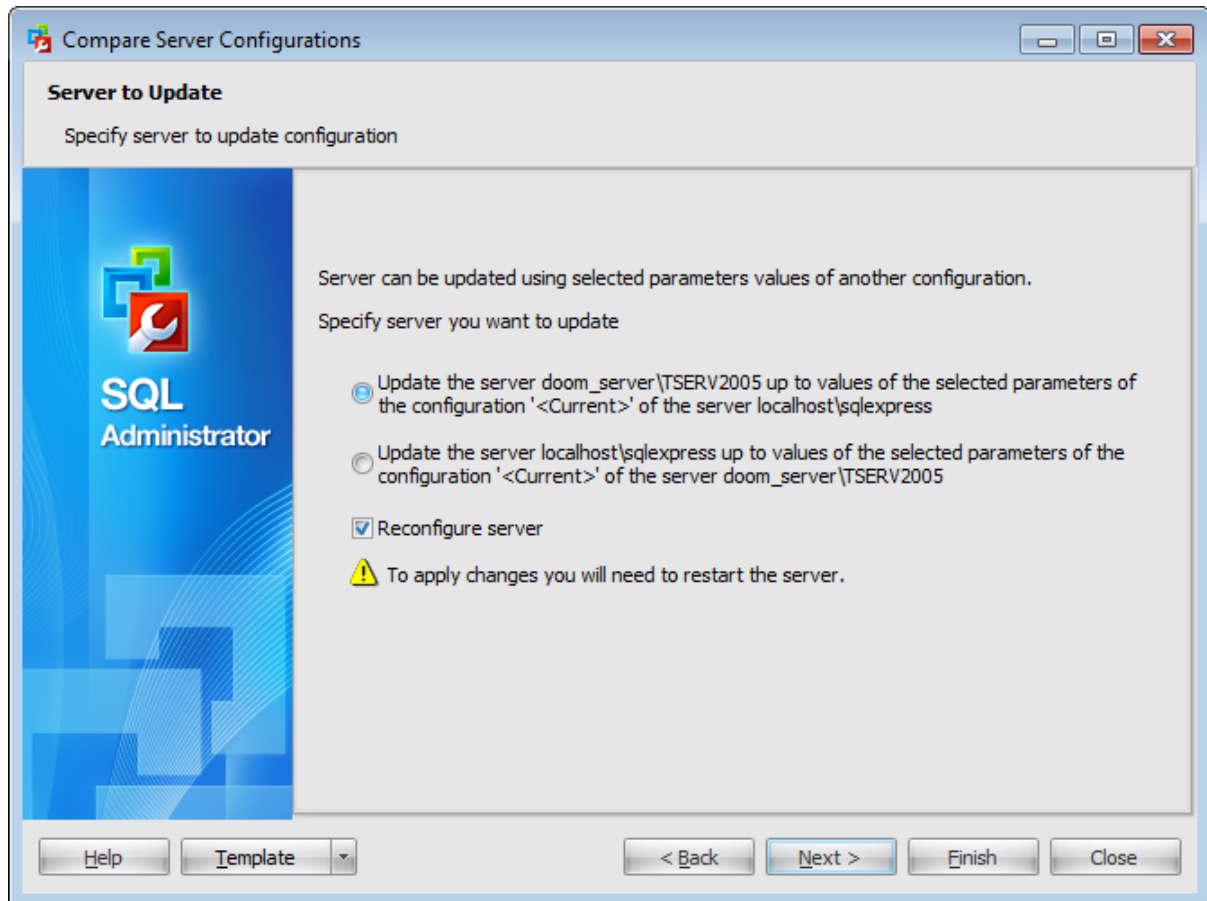 Compare Server Configurations
Server to Update
Specify server to update configuration
SQL
Administrator
Server can be updated using selected parameters values of another configuration.
Specify server you want to update
Update the server doom_server\TSERV2005 up to values of the selected parameters of
the configuration '<Current>' of the server localhost\sqlexpress
Update the server localhost\sqlexpress up to values of the selected parameters of the
configuration '<Current>' of the server doom_server\TSERV2005
Reconfigure server
To apply changes you will need to restart the server.
Help Template < Back Next > Finish Close